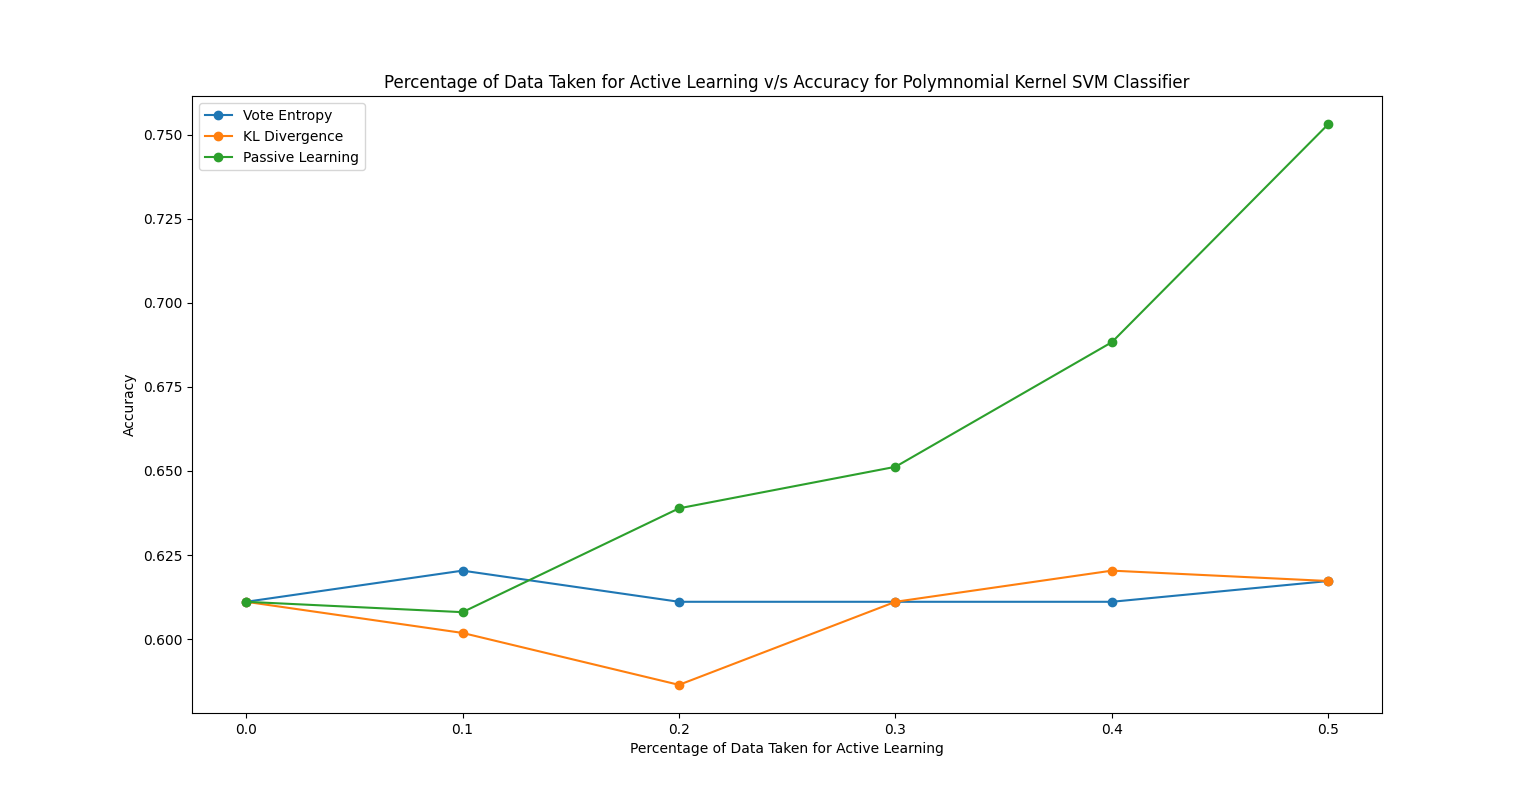 Percentage of Data Taken for Active Learning v/s Accuracy for Polymnomial Kernel SVM Classifier
Vote Entropy
KL Divergence
Passive Learning
0.750
0.725
0.700
0.675
0.650
0.625
0.600
Accuracy
0.0 0.1 0.2 0.3 0.4 0.5
Percentage of Data Taken for Active Learning